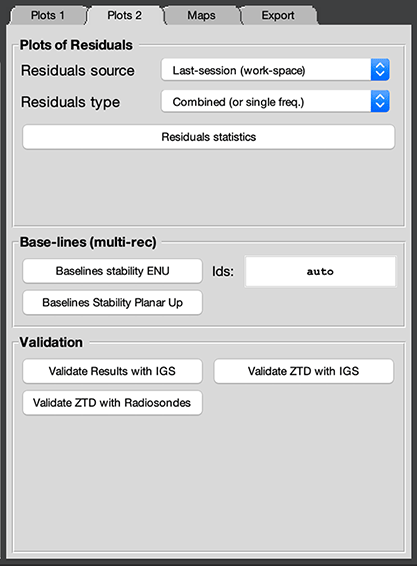 Plots 1 Plots 2 Maps Export
Plots of Residuals
Residuals source Last-session (work-space)
Residuals type Combined (or single freq.)
Residuals statistics
Base-lines (multi-rec)
Baselines stability ENU Ids: auto
Baselines Stability Planar Up
Validation
Validate Results with IGS Validate ZTD with IGS
Validate ZTD with Radiosondes